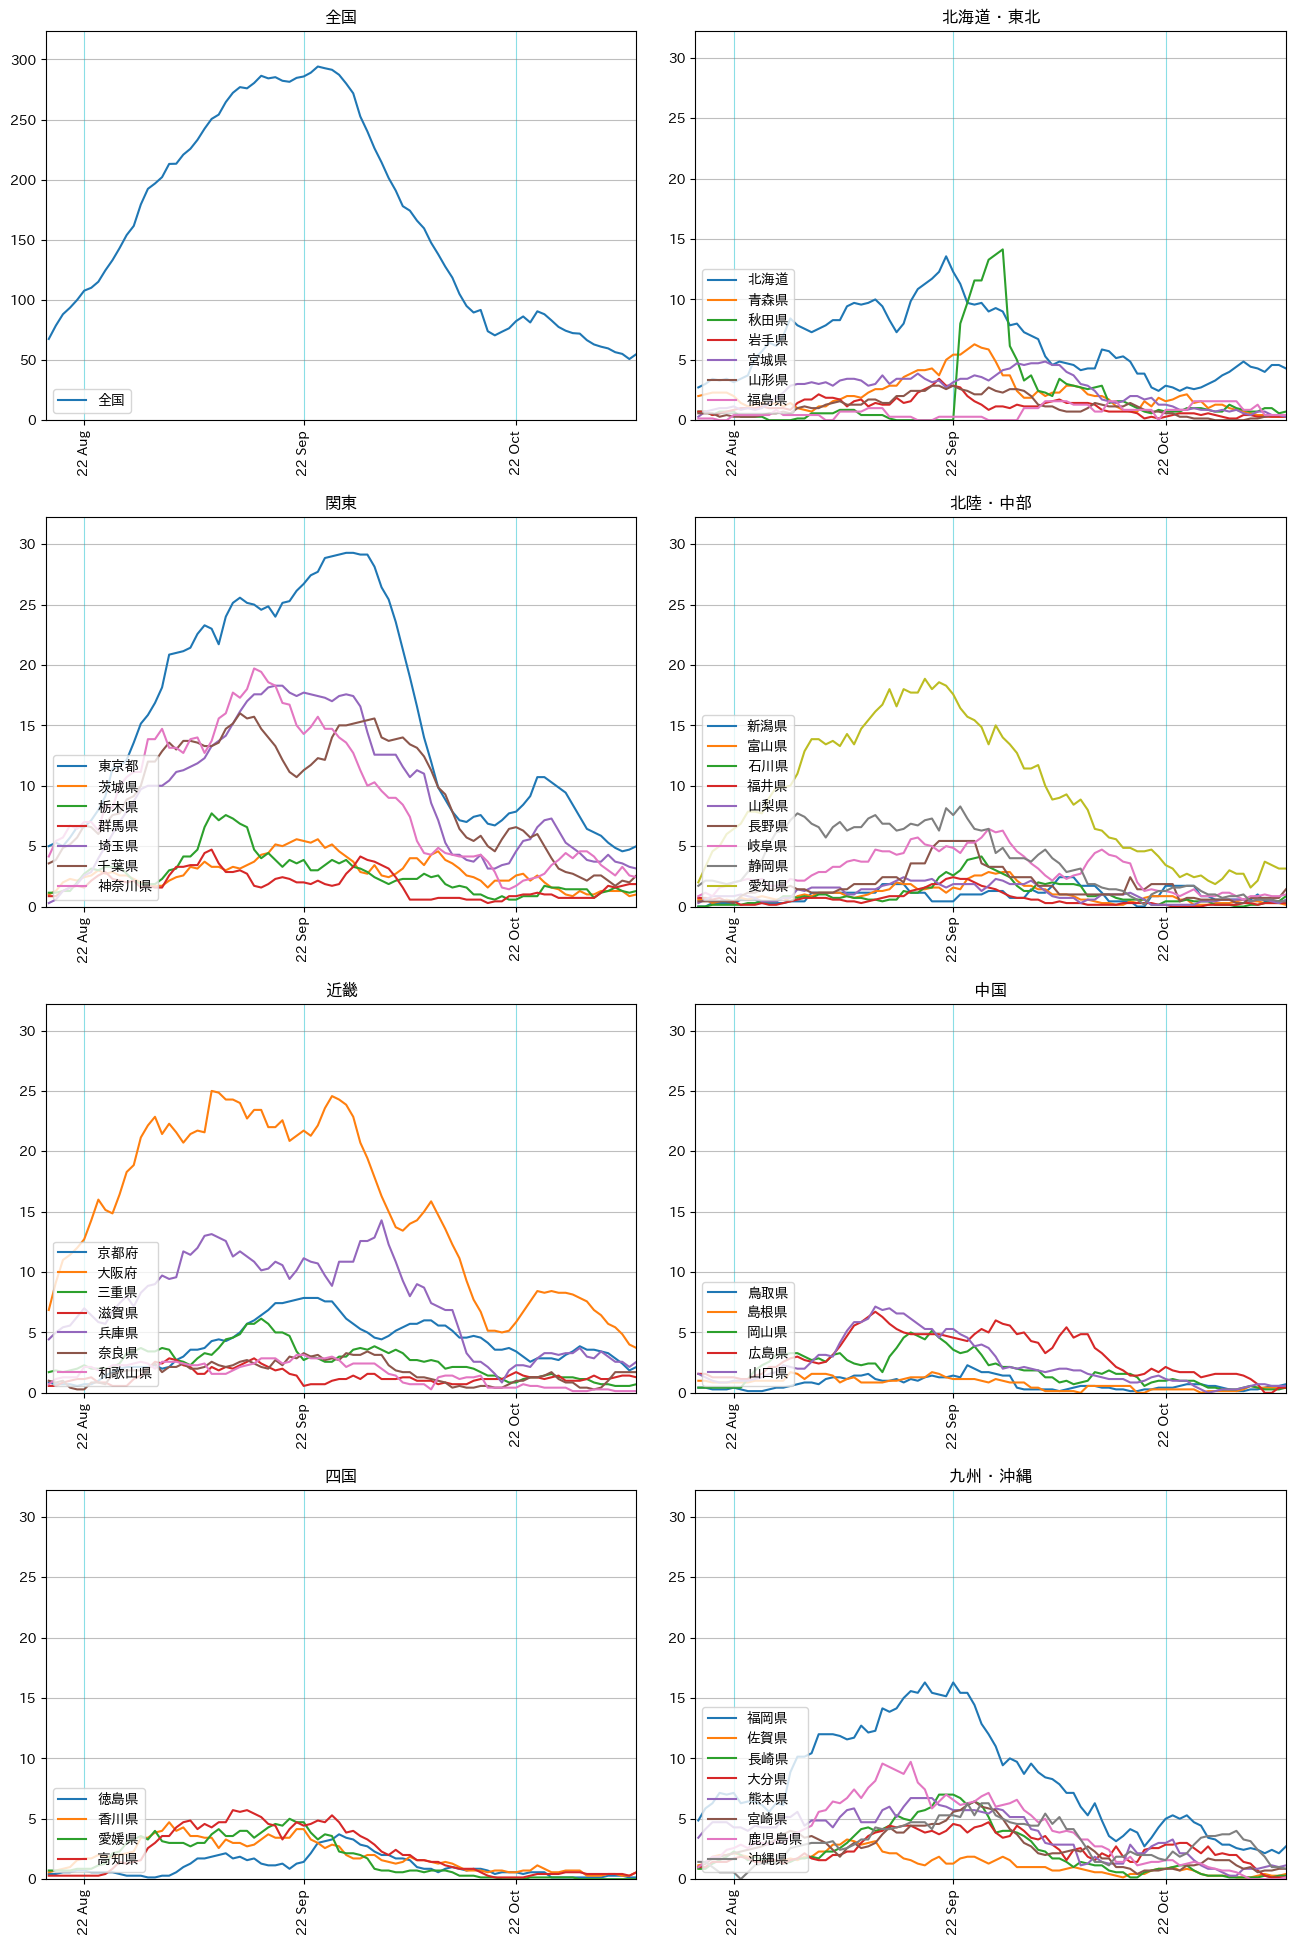 全国
300
250
200
150
100
50
0
全国
22 Aug
22 Sep
22 Oct
北海道・東北
30
25
20
15
10
5
0
北海道
青森県
秋田県
岩手県
宮城県
山形県
福島県
22 Aug
22 Sep
22 Oct
関東
30
25
20
15
10
5
0
東京都
茨城県
栃木県
群馬県
埼玉県
千葉県
神奈川県
22 Aug
22 Sep
22 Oct
北陸・中部
30
25
20
15
10
5
0
新潟県
富山県
石川県
福井県
山梨県
長野県
岐阜県
静岡県
愛知県
22 Aug
22 Sep
22 Oct
近畿
30
25
20
15
10
5
0
京都府
大阪府
三重県
滋賀県
兵庫県
奈良県
和歌山県
22 Aug
22 Sep
22 Oct
中国
30
25
20
15
10
5
0
鳥取県
島根県
岡山県
広島県
山口県
22 Aug
22 Sep
22 Oct
四国
30
25
20
15
10
5
0
徳島県
香川県
愛媛県
高知県
22 Aug
22 Sep
22 Oct
九州・沖縄
30
25
20
15
10
5
0
福岡県
佐賀県
長崎県
大分県
熊本県
宮崎県
鹿児島県
沖縄県
22 Aug
22 Sep
22 Oct